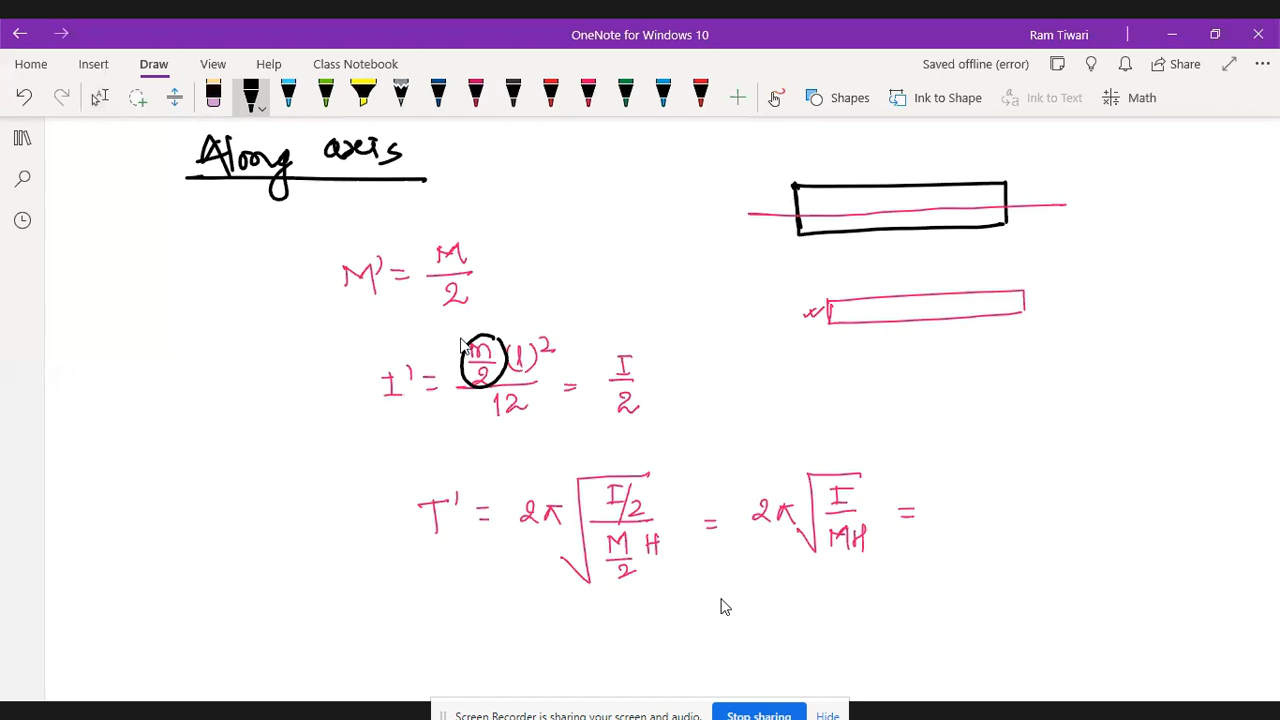 OneNote for Windows 10
Ram Tiwari
Home Insert Draw View Help Class Notebook
Saved offline (error)
Share
Shapes
Ink to Shape
Ink to Text
Math
Along axis
M' = M/2
I' = (m/2 (l)²)/12 = I/2
T' = 2π √((I/2)/(M/2 H)) = 2π √(I/MH) =
Screen Recorder is sharing your screen and audio.
Stop sharing
Hide